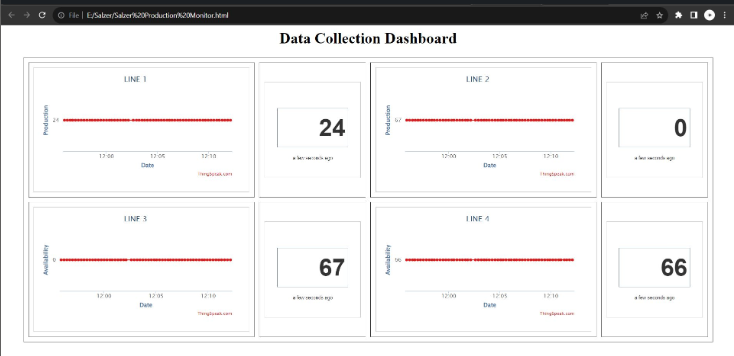 File | E:/Salzer/Salzer%20Production%20Monitor.html
Data Collection Dashboard
LINE 1
Production
24
12:00 12:05 12:10
Date
ThingSpeak.com
24
a few seconds ago
LINE 2
Production
67
12:00 12:05 12:10
Date
ThingSpeak.com
0
a few seconds ago
LINE 3
Availability
12:00 12:05 12:10
Date
ThingSpeak.com
67
a few seconds ago
LINE 4
Availability
66
12:00 12:05 12:10
Date
ThingSpeak.com
66
a few seconds ago